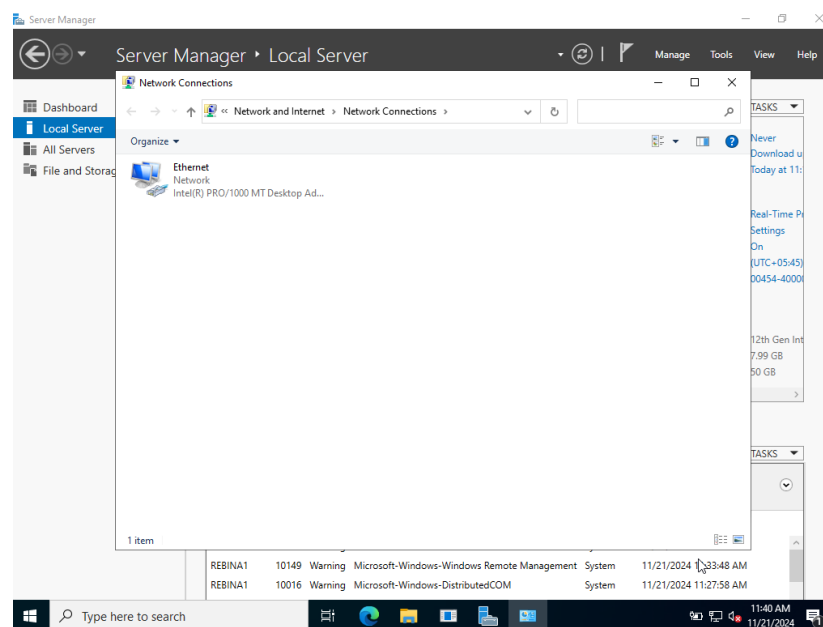 Server Manager
Server Manager ‣ Local Server
Manage Tools View Help
Network Connections
« Network and Internet › Network Connections ›
Organize
Dashboard
Local Server
All Servers
File and Storag
Ethernet
Network
Intel(R) PRO/1000 MT Desktop Ad...
TASKS
Never
Download u
Today at 11:
Real-Time Pr
Settings
On
(UTC+05:45)
00454-40000
12th Gen Int
7.99 GB
50 GB
TASKS
1 item
REBINA1 10149 Warning Microsoft-Windows-Windows Remote Management System 11/21/2024 :33:48 AM
REBINA1 10016 Warning Microsoft-Windows-DistributedCOM System 11/21/2024 11:27:58 AM
Type here to search
11:40 AM
11/21/2024